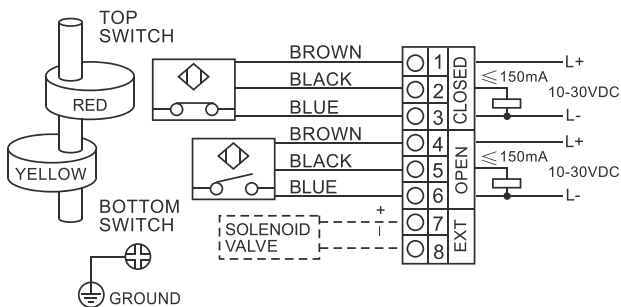 TOP
SWITCH
RED
YELLOW
BOTTOM
SWITCH
GROUND
BROWN
BLACK
BLUE
BROWN
BLACK
BLUE
SOLENOID
VALVE
+
1
2
3
4
5
6
7
8
CLOSED
OPEN
EXT
L+
≤150mA
10-30VDC
L-
L+
≤150mA
10-30VDC
L-